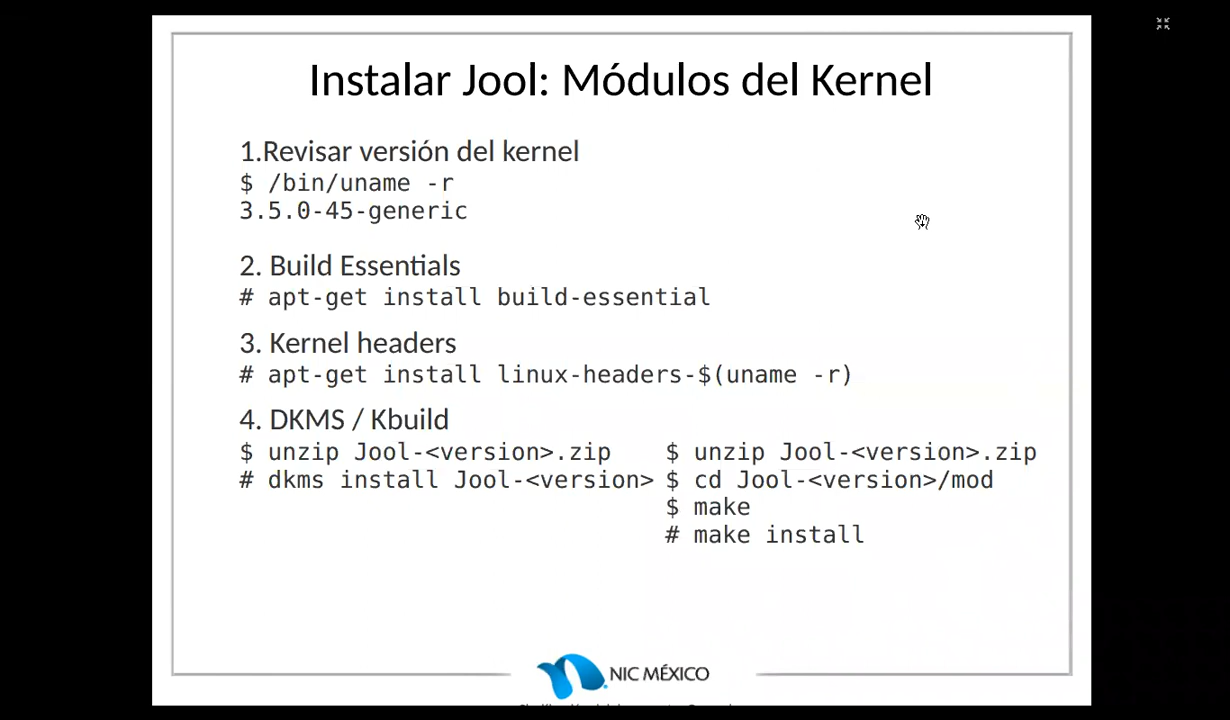 Instalar Jool: Módulos del Kernel
1.Revisar versión del kernel
$ /bin/uname -r
3.5.0-45-generic
2. Build Essentials
# apt-get install build-essential
3. Kernel headers
# apt-get install linux-headers-$(uname -r)
4. DKMS / Kbuild
$ unzip Jool-<version>.zip
# dkms install Jool-<version>
$ unzip Jool-<version>.zip
$ cd Jool-<version>/mod
$ make
# make install
NIC MÉXICO